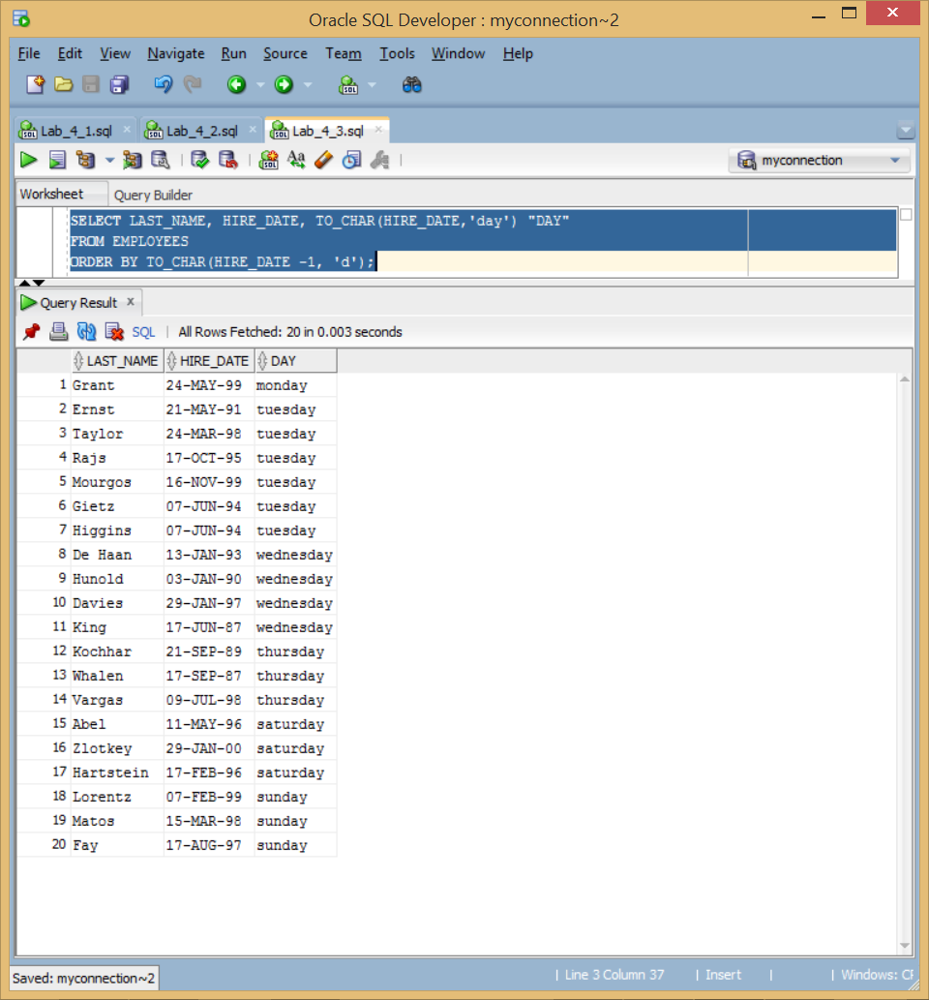 Oracle SQL Developer : myconnection~2
File Edit View Navigate Run Source Team Tools Window Help
Lab_4_1.sql Lab_4_2.sql Lab_4_3.sql
myconnection
Worksheet Query Builder
SELECT LAST_NAME, HIRE_DATE, TO_CHAR(HIRE_DATE,'day') "DAY"
FROM EMPLOYEES
ORDER BY TO_CHAR(HIRE_DATE -1, 'd');
Query Result x
SQL | All Rows Fetched: 20 in 0.003 seconds
LAST_NAME HIRE_DATE DAY
1 Grant 24-MAY-99 monday
2 Ernst 21-MAY-91 tuesday
3 Taylor 24-MAR-98 tuesday
4 Rajs 17-OCT-95 tuesday
5 Mourgos 16-NOV-99 tuesday
6 Gietz 07-JUN-94 tuesday
7 Higgins 07-JUN-94 tuesday
8 De Haan 13-JAN-93 wednesday
9 Hunold 03-JAN-90 wednesday
10 Davies 29-JAN-97 wednesday
11 King 17-JUN-87 wednesday
12 Kochhar 21-SEP-89 thursday
13 Whalen 17-SEP-87 thursday
14 Vargas 09-JUL-98 thursday
15 Abel 11-MAY-96 saturday
16 Zlotkey 29-JAN-00 saturday
17 Hartstein 17-FEB-96 saturday
18 Lorentz 07-FEB-99 sunday
19 Matos 15-MAR-98 sunday
20 Fay 17-AUG-97 sunday
Saved: myconnection~2 | Line 3 Column 37 | Insert | | Windows: